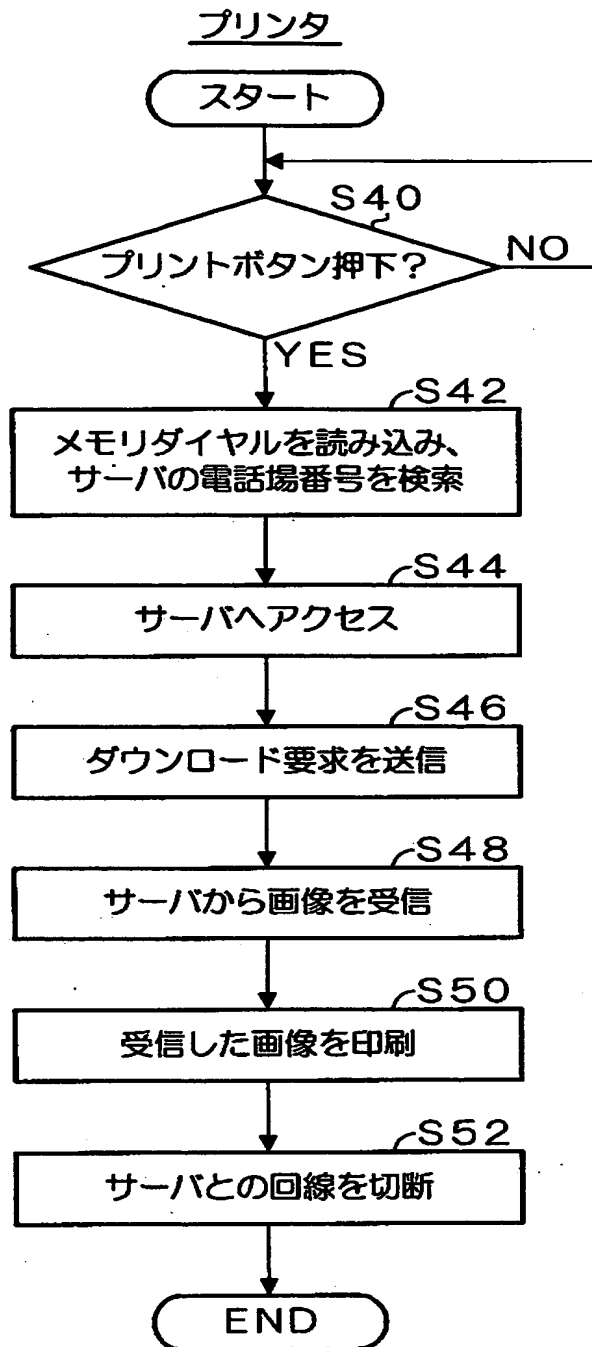 プリンタ
スタート
S40
プリントボタン押下?
NO
YES
S42
メモリダイヤルを読み込み、
サーバの電話場番号を検索
S44
サーバへアクセス
S46
ダウンロード要求を送信
S48
サーバから画像を受信
S50
受信した画像を印刷
S52
サーバとの回線を切断
END